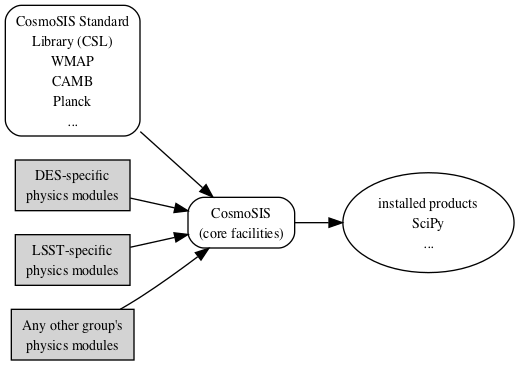 CosmoSIS Standard
Library (CSL)
WMAP
CAMB
Planck
...
DES-specific
physics modules
LSST-specific
physics modules
Any other group's
physics modules
CosmoSIS
(core facilities)
installed products
SciPy
...